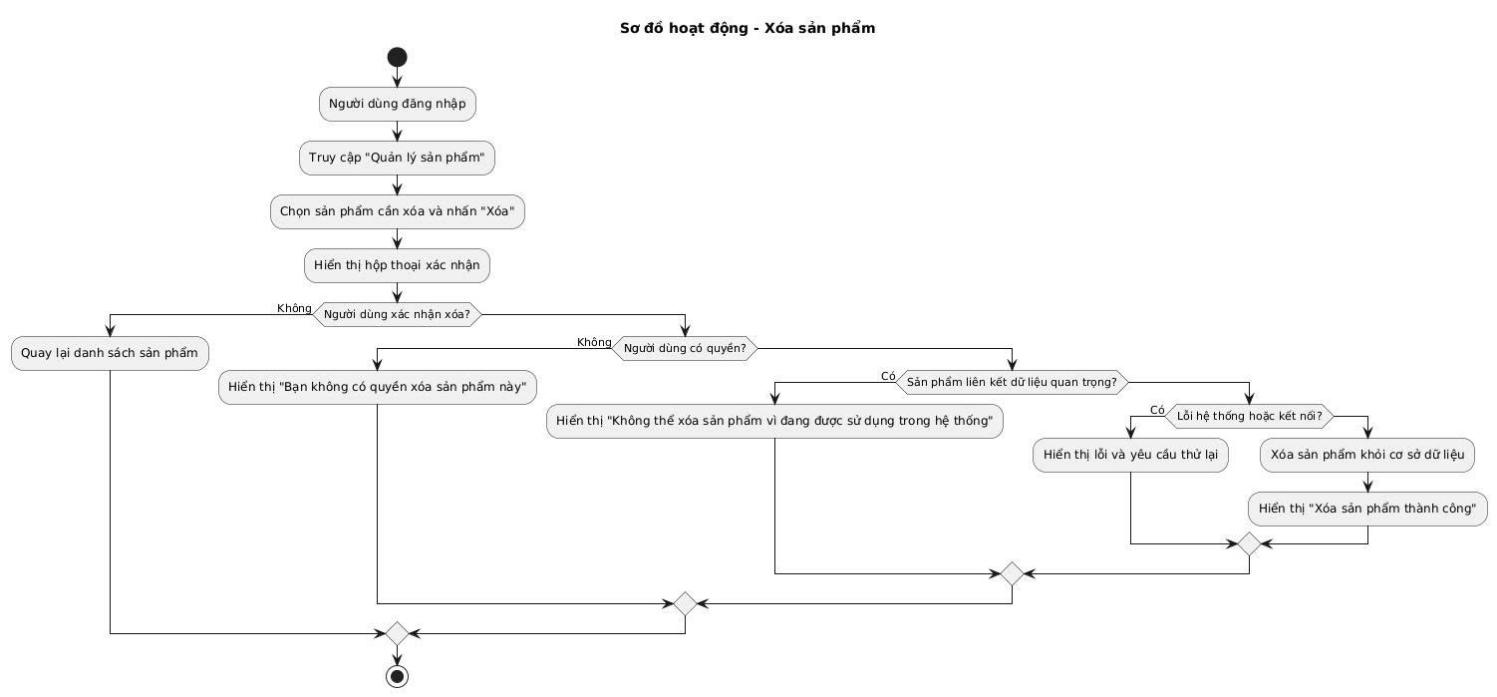 Sơ đồ hoạt động - Xóa sản phẩm
Người dùng đăng nhập
Truy cập "Quản lý sản phẩm"
Chọn sản phẩm cần xóa và nhấn "Xóa"
Hiển thị hộp thoại xác nhận
Không
Người dùng xác nhận xóa?
Quay lại danh sách sản phẩm
Không
Người dùng có quyền?
Hiển thị "Bạn không có quyền xóa sản phẩm này"
Có
Sản phẩm liên kết dữ liệu quan trọng?
Hiển thị "Không thể xóa sản phẩm vì đang được sử dụng trong hệ thống"
Có
Lỗi hệ thống hoặc kết nối?
Hiển thị lỗi và yêu cầu thử lại
Xóa sản phẩm khỏi cơ sở dữ liệu
Hiển thị "Xóa sản phẩm thành công"